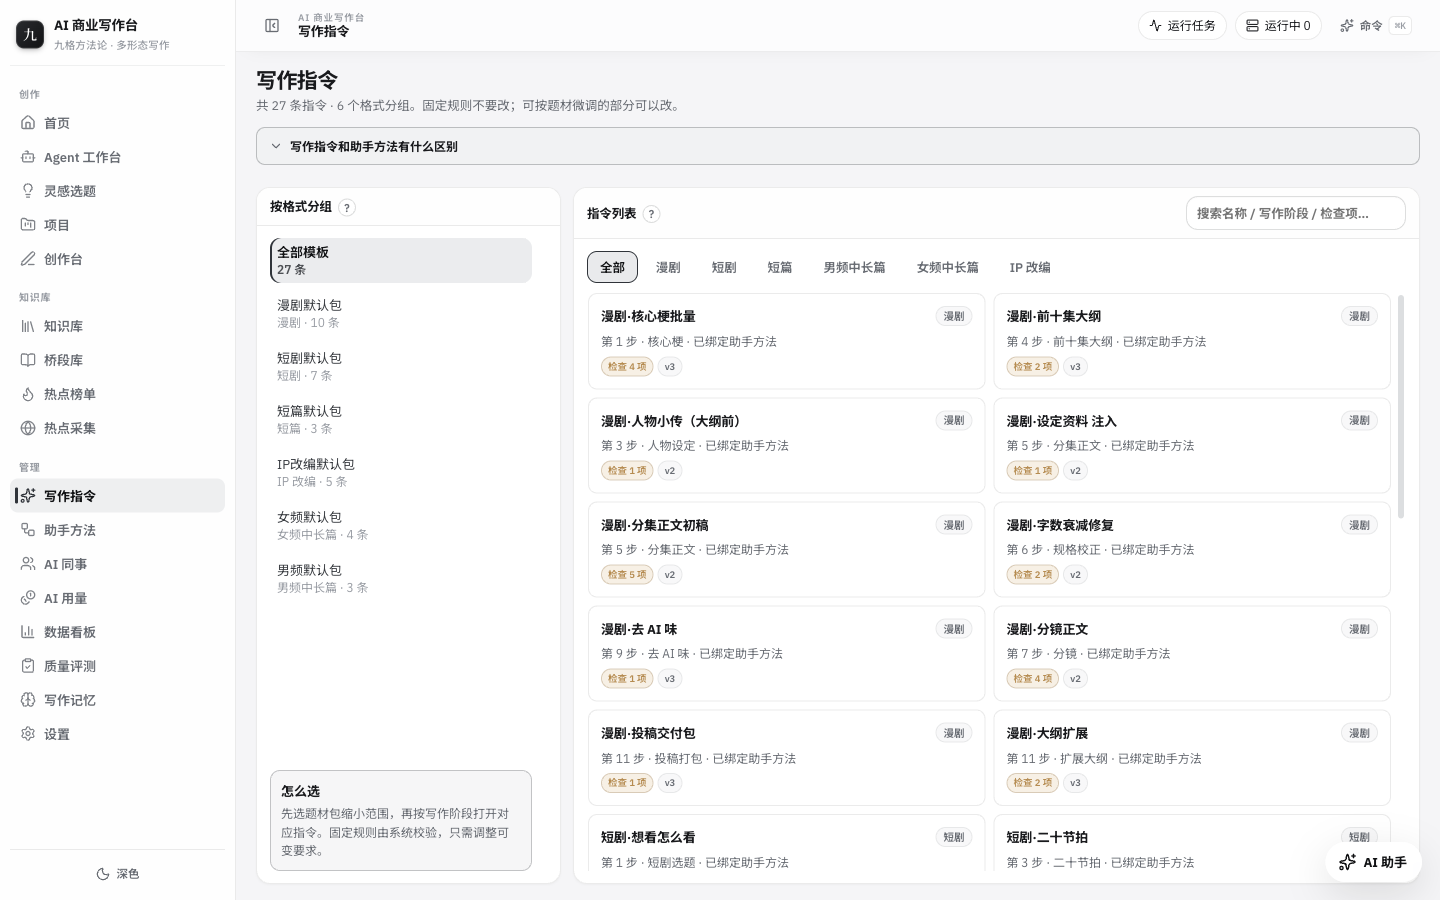 九
AI 商业写作台
九格方法论 · 多形态写作
创作
首页
Agent 工作台
灵感选题
项目
创作台
知识库
知识库
桥段库
热点榜单
热点采集
管理
写作指令
助手方法
AI 同事
AI 用量
数据看板
质量评测
写作记忆
设置
深色
AI 商业写作台
写作指令
运行任务
运行中 0
命令
⌘K
写作指令
共 27 条指令 · 6 个格式分组。固定规则不要改；可按题材微调的部分可以改。
写作指令和助手方法有什么区别
按格式分组 ?
全部模板
27 条
漫剧默认包
漫剧 · 10 条
短剧默认包
短剧 · 7 条
短篇默认包
短篇 · 3 条
IP改编默认包
IP 改编 · 5 条
女频默认包
女频中长篇 · 4 条
男频默认包
男频中长篇 · 3 条
怎么选
先选题材包缩小范围，再按写作阶段打开对
应指令。固定规则由系统校验，只需调整可
变要求。
指令列表 ?
搜索名称 / 写作阶段 / 检查项...
全部 漫剧 短剧 短篇 男频中长篇 女频中长篇 IP 改编
漫剧·核心梗批量 漫剧
第 1 步 · 核心梗 · 已绑定助手方法
检查 4 项 v3
漫剧·前十集大纲 漫剧
第 4 步 · 前十集大纲 · 已绑定助手方法
检查 2 项 v3
漫剧·人物小传（大纲前） 漫剧
第 3 步 · 人物设定 · 已绑定助手方法
检查 1 项 v2
漫剧·设定资料 注入 漫剧
第 5 步 · 分集正文 · 已绑定助手方法
检查 1 项 v2
漫剧·分集正文初稿 漫剧
第 5 步 · 分集正文 · 已绑定助手方法
检查 5 项 v2
漫剧·字数衰减修复 漫剧
第 6 步 · 规格校正 · 已绑定助手方法
检查 2 项 v2
漫剧·去 AI 味 漫剧
第 9 步 · 去 AI 味 · 已绑定助手方法
检查 1 项 v3
漫剧·分镜正文 漫剧
第 7 步 · 分镜 · 已绑定助手方法
检查 4 项 v2
漫剧·投稿交付包 漫剧
第 11 步 · 投稿打包 · 已绑定助手方法
检查 1 项 v3
漫剧·大纲扩展 漫剧
第 11 步 · 扩展大纲 · 已绑定助手方法
检查 2 项 v3
短剧·想看怎么看 短剧
第 1 步 · 短剧选题 · 已绑定助手方法
短剧·二十节拍 短剧
第 3 步 · 二十节拍 · 已绑定助手方法
AI 助手